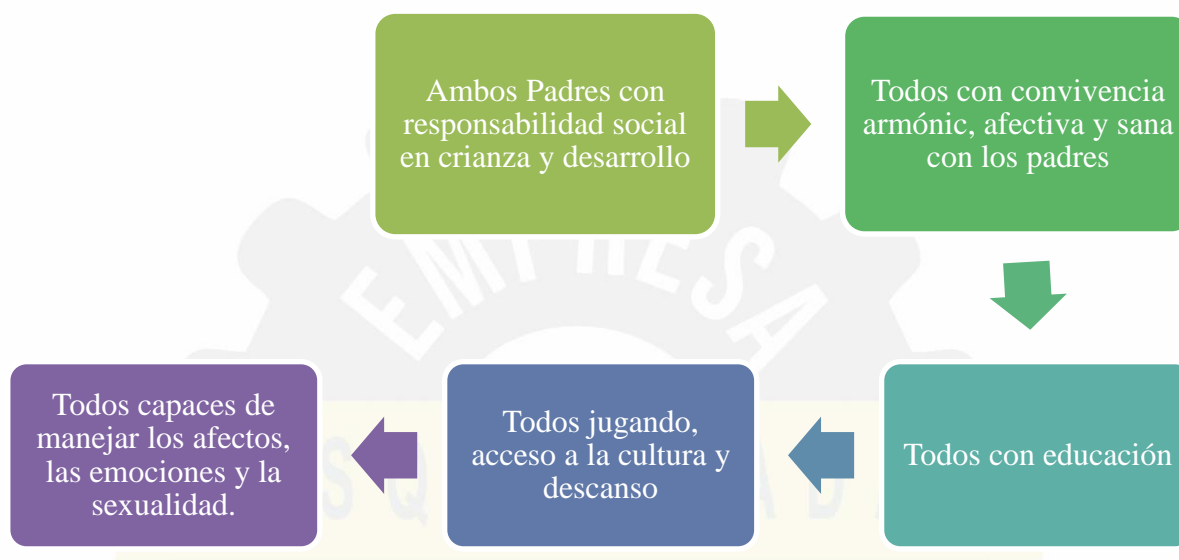 Ambos Padres con
responsabilidad social
en crianza y desarrollo
Todos con convivencia
armónic, afectiva y sana
con los padres
Todos con educación
Todos jugando,
acceso a la cultura y
descanso
Todos capaces de
manejar los afectos,
las emociones y la
sexualidad.
EMPRESA